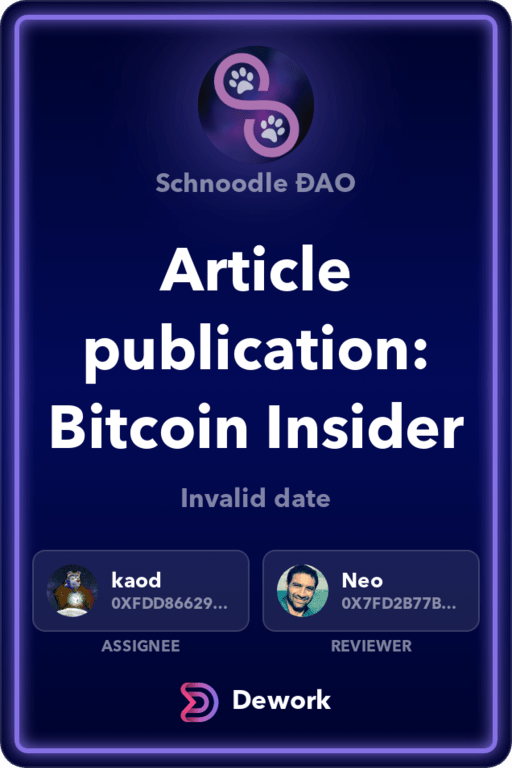 Schnoodle ĐAO
Article
publication:
Bitcoin Insider
Invalid date
kaod
0XFDD86629...
Neo
0X7FD2B77B...
ASSIGNEE
REVIEWER
Dework